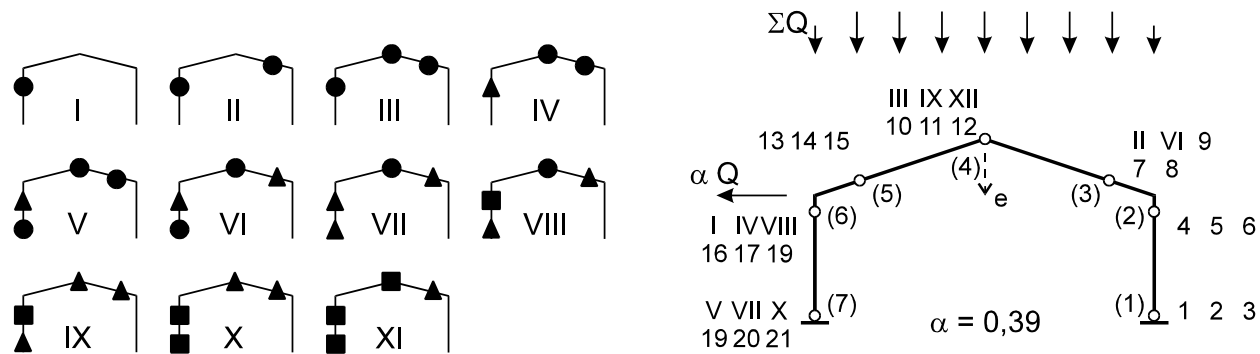 I II III IV
V VI VII VIII
IX X XI
ΣQ
III IX XII
10 11 12
13 14 15
II VI 9
7 8
α Q
(4)
e
(5)
(3)
(6)
(2)
I IV VIII
16 17 19
4 5 6
V VII X
19 20 21
(7)
α = 0,39
(1)
1 2 3